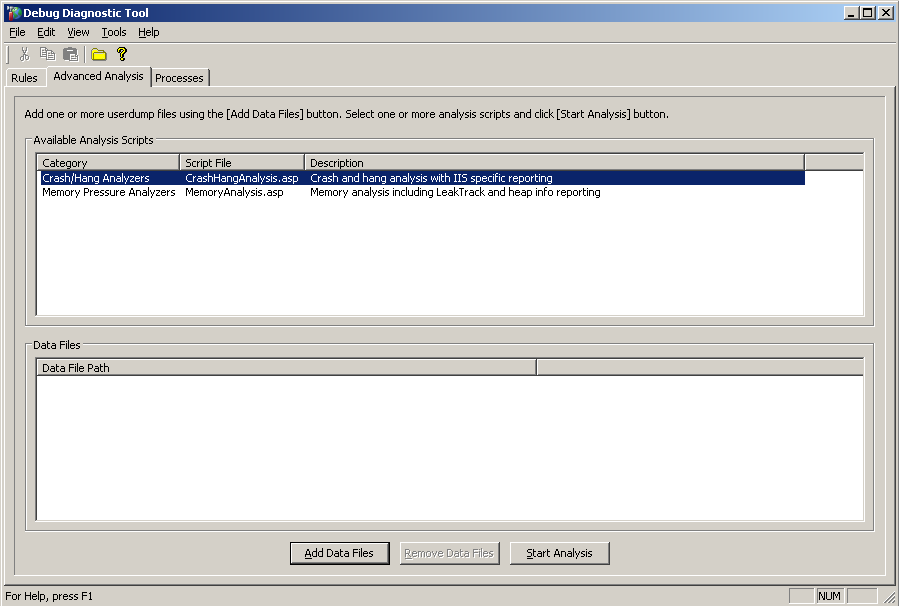 Debug Diagnostic Tool
File Edit View Tools Help
Rules Advanced Analysis Processes
Add one or more userdump files using the [Add Data Files] button. Select one or more analysis scripts and click [Start Analysis] button.
Available Analysis Scripts
Category Script File Description
Crash/Hang Analyzers CrashHangAnalysis.asp Crash and hang analysis with IIS specific reporting
Memory Pressure Analyzers MemoryAnalysis.asp Memory analysis including LeakTrack and heap info reporting
Data Files
Data File Path
Add Data Files Remove Data Files Start Analysis
For Help, press F1 NUM